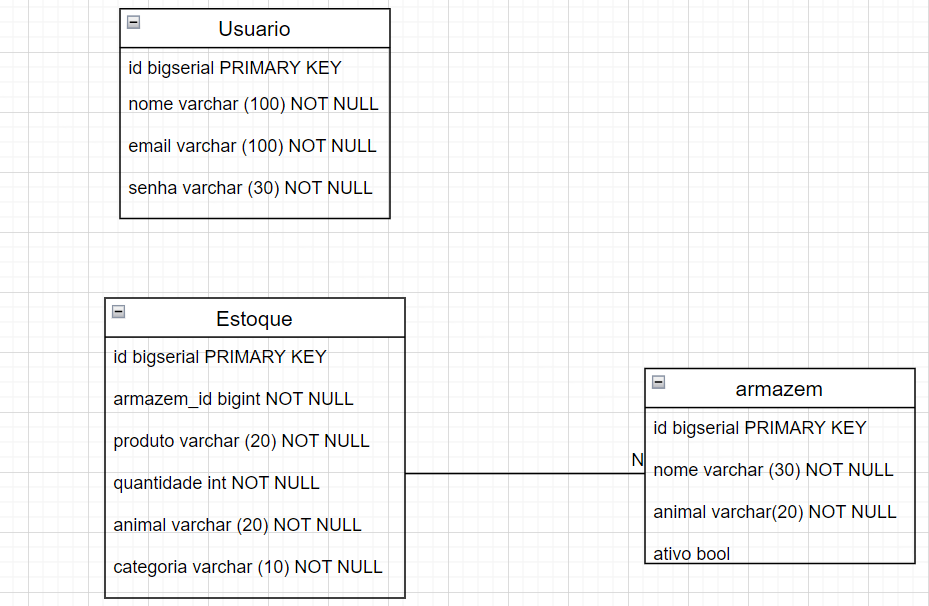 Usuario
id bigserial PRIMARY KEY
nome varchar (100) NOT NULL
email varchar (100) NOT NULL
senha varchar (30) NOT NULL
Estoque
id bigserial PRIMARY KEY
armazem_id bigint NOT NULL
produto varchar (20) NOT NULL
quantidade int NOT NULL
animal varchar (20) NOT NULL
categoria varchar (10) NOT NULL
N
armazem
id bigserial PRIMARY KEY
nome varchar (30) NOT NULL
animal varchar(20) NOT NULL
ativo bool